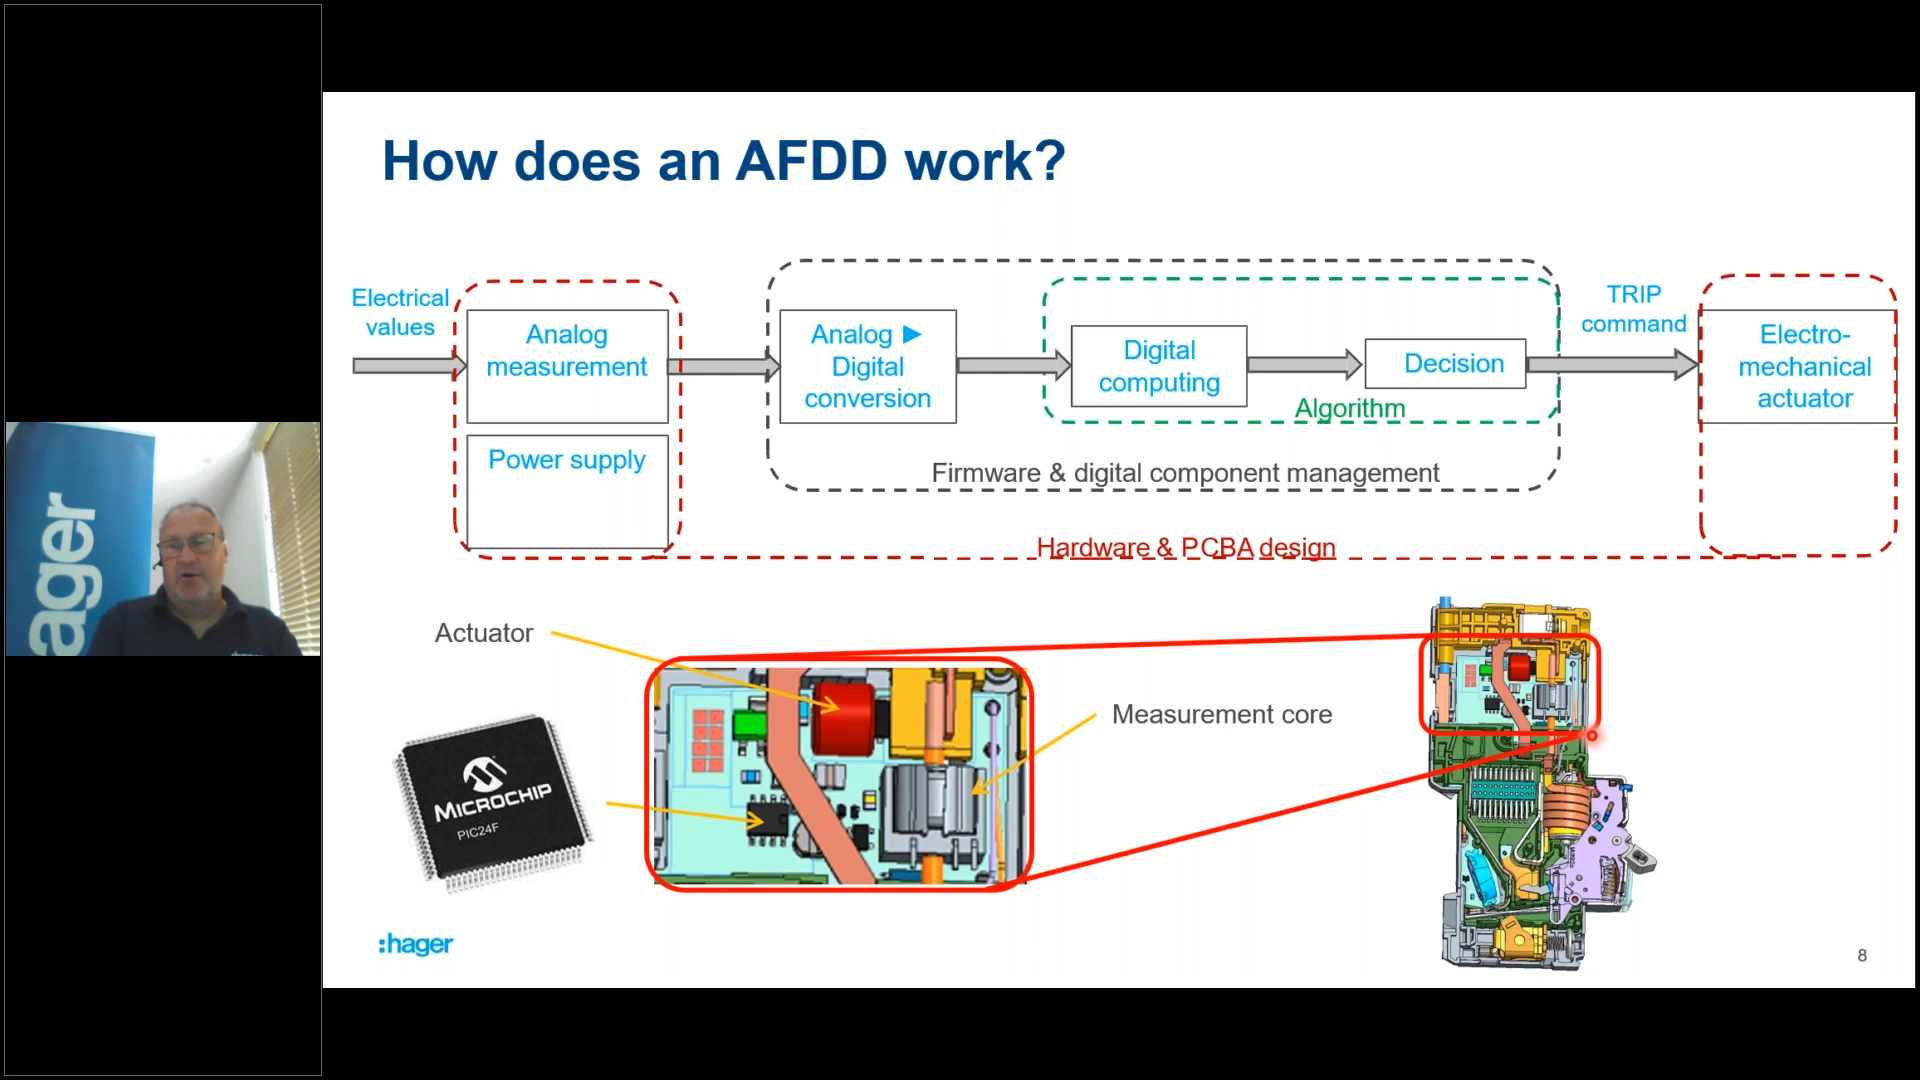 How does an AFDD work?
Electrical
values
Analog
measurement
Power supply
Analog ►
Digital
conversion
Digital
computing
Decision
Algorithm
Firmware & digital component management
TRIP
command
Electro-
mechanical
actuator
Hardware & PCBA design
Actuator
Measurement core
MICROCHIP
PIC24F
ager
:hager
8